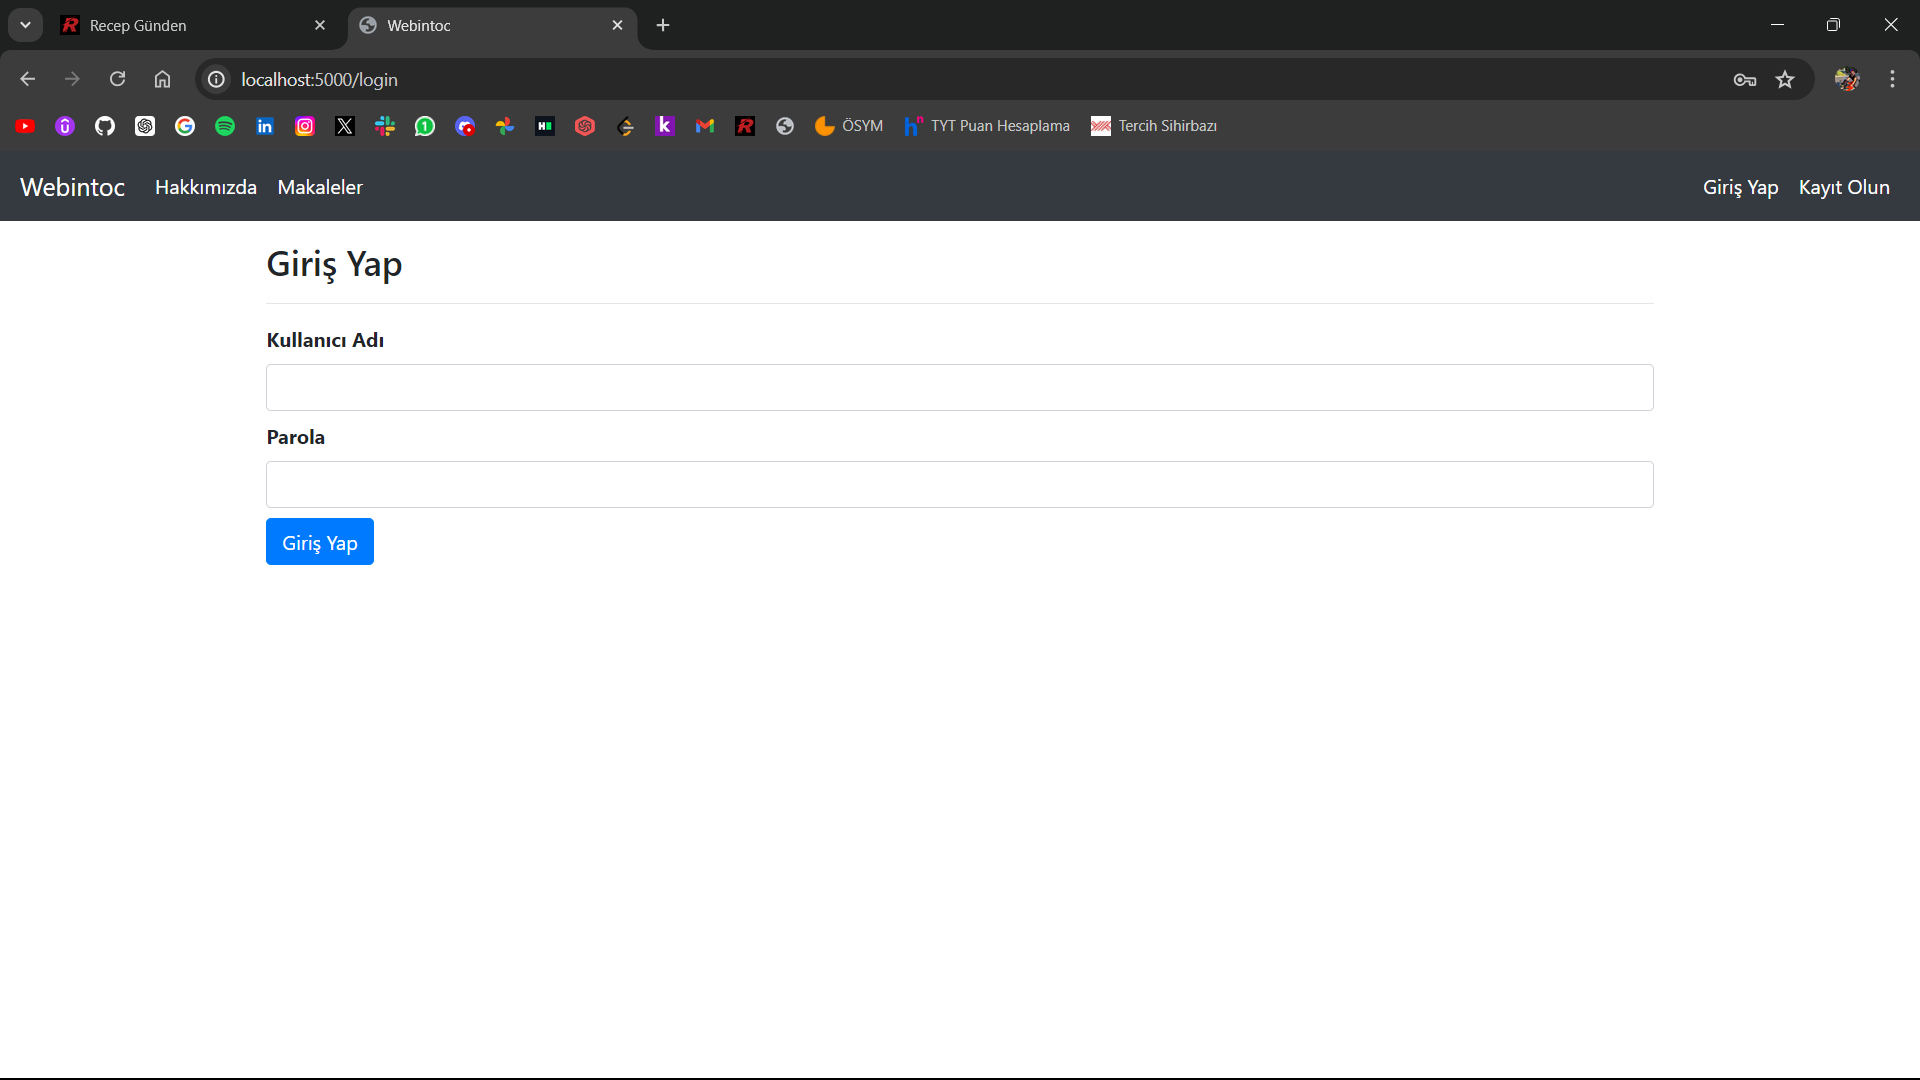 Recep Günden
Webintoc
localhost:5000/login
ÖSYM
TYT Puan Hesaplama
Tercih Sihirbazı
Webintoc
Hakkımızda
Makaleler
Giriş Yap
Kayıt Olun
Giriş Yap
Kullanıcı Adı
Parola
Giriş Yap